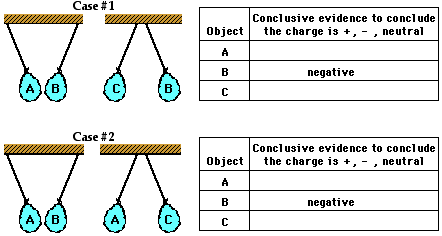 Case #1
A B C B
Object Conclusive evidence to conclude
the charge is +, -, neutral
A
B negative
C
Case #2
A B A C
Object Conclusive evidence to conclude
the charge is +, -, neutral
A
B negative
C